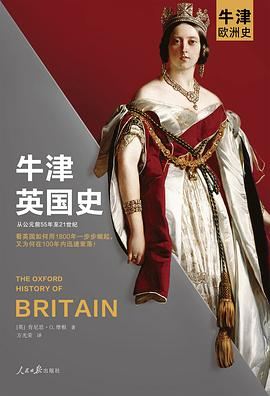 牛津
欧洲史
牛津
英国史
从公元前55年至21世纪
看英国如何用1800年一步步崛起，
又为何在100年内迅速衰落！
THE OXFORD
HISTORY OF
BRITAIN
[英] 肯尼思·O. 摩根
方光荣 译
人民日报出版社